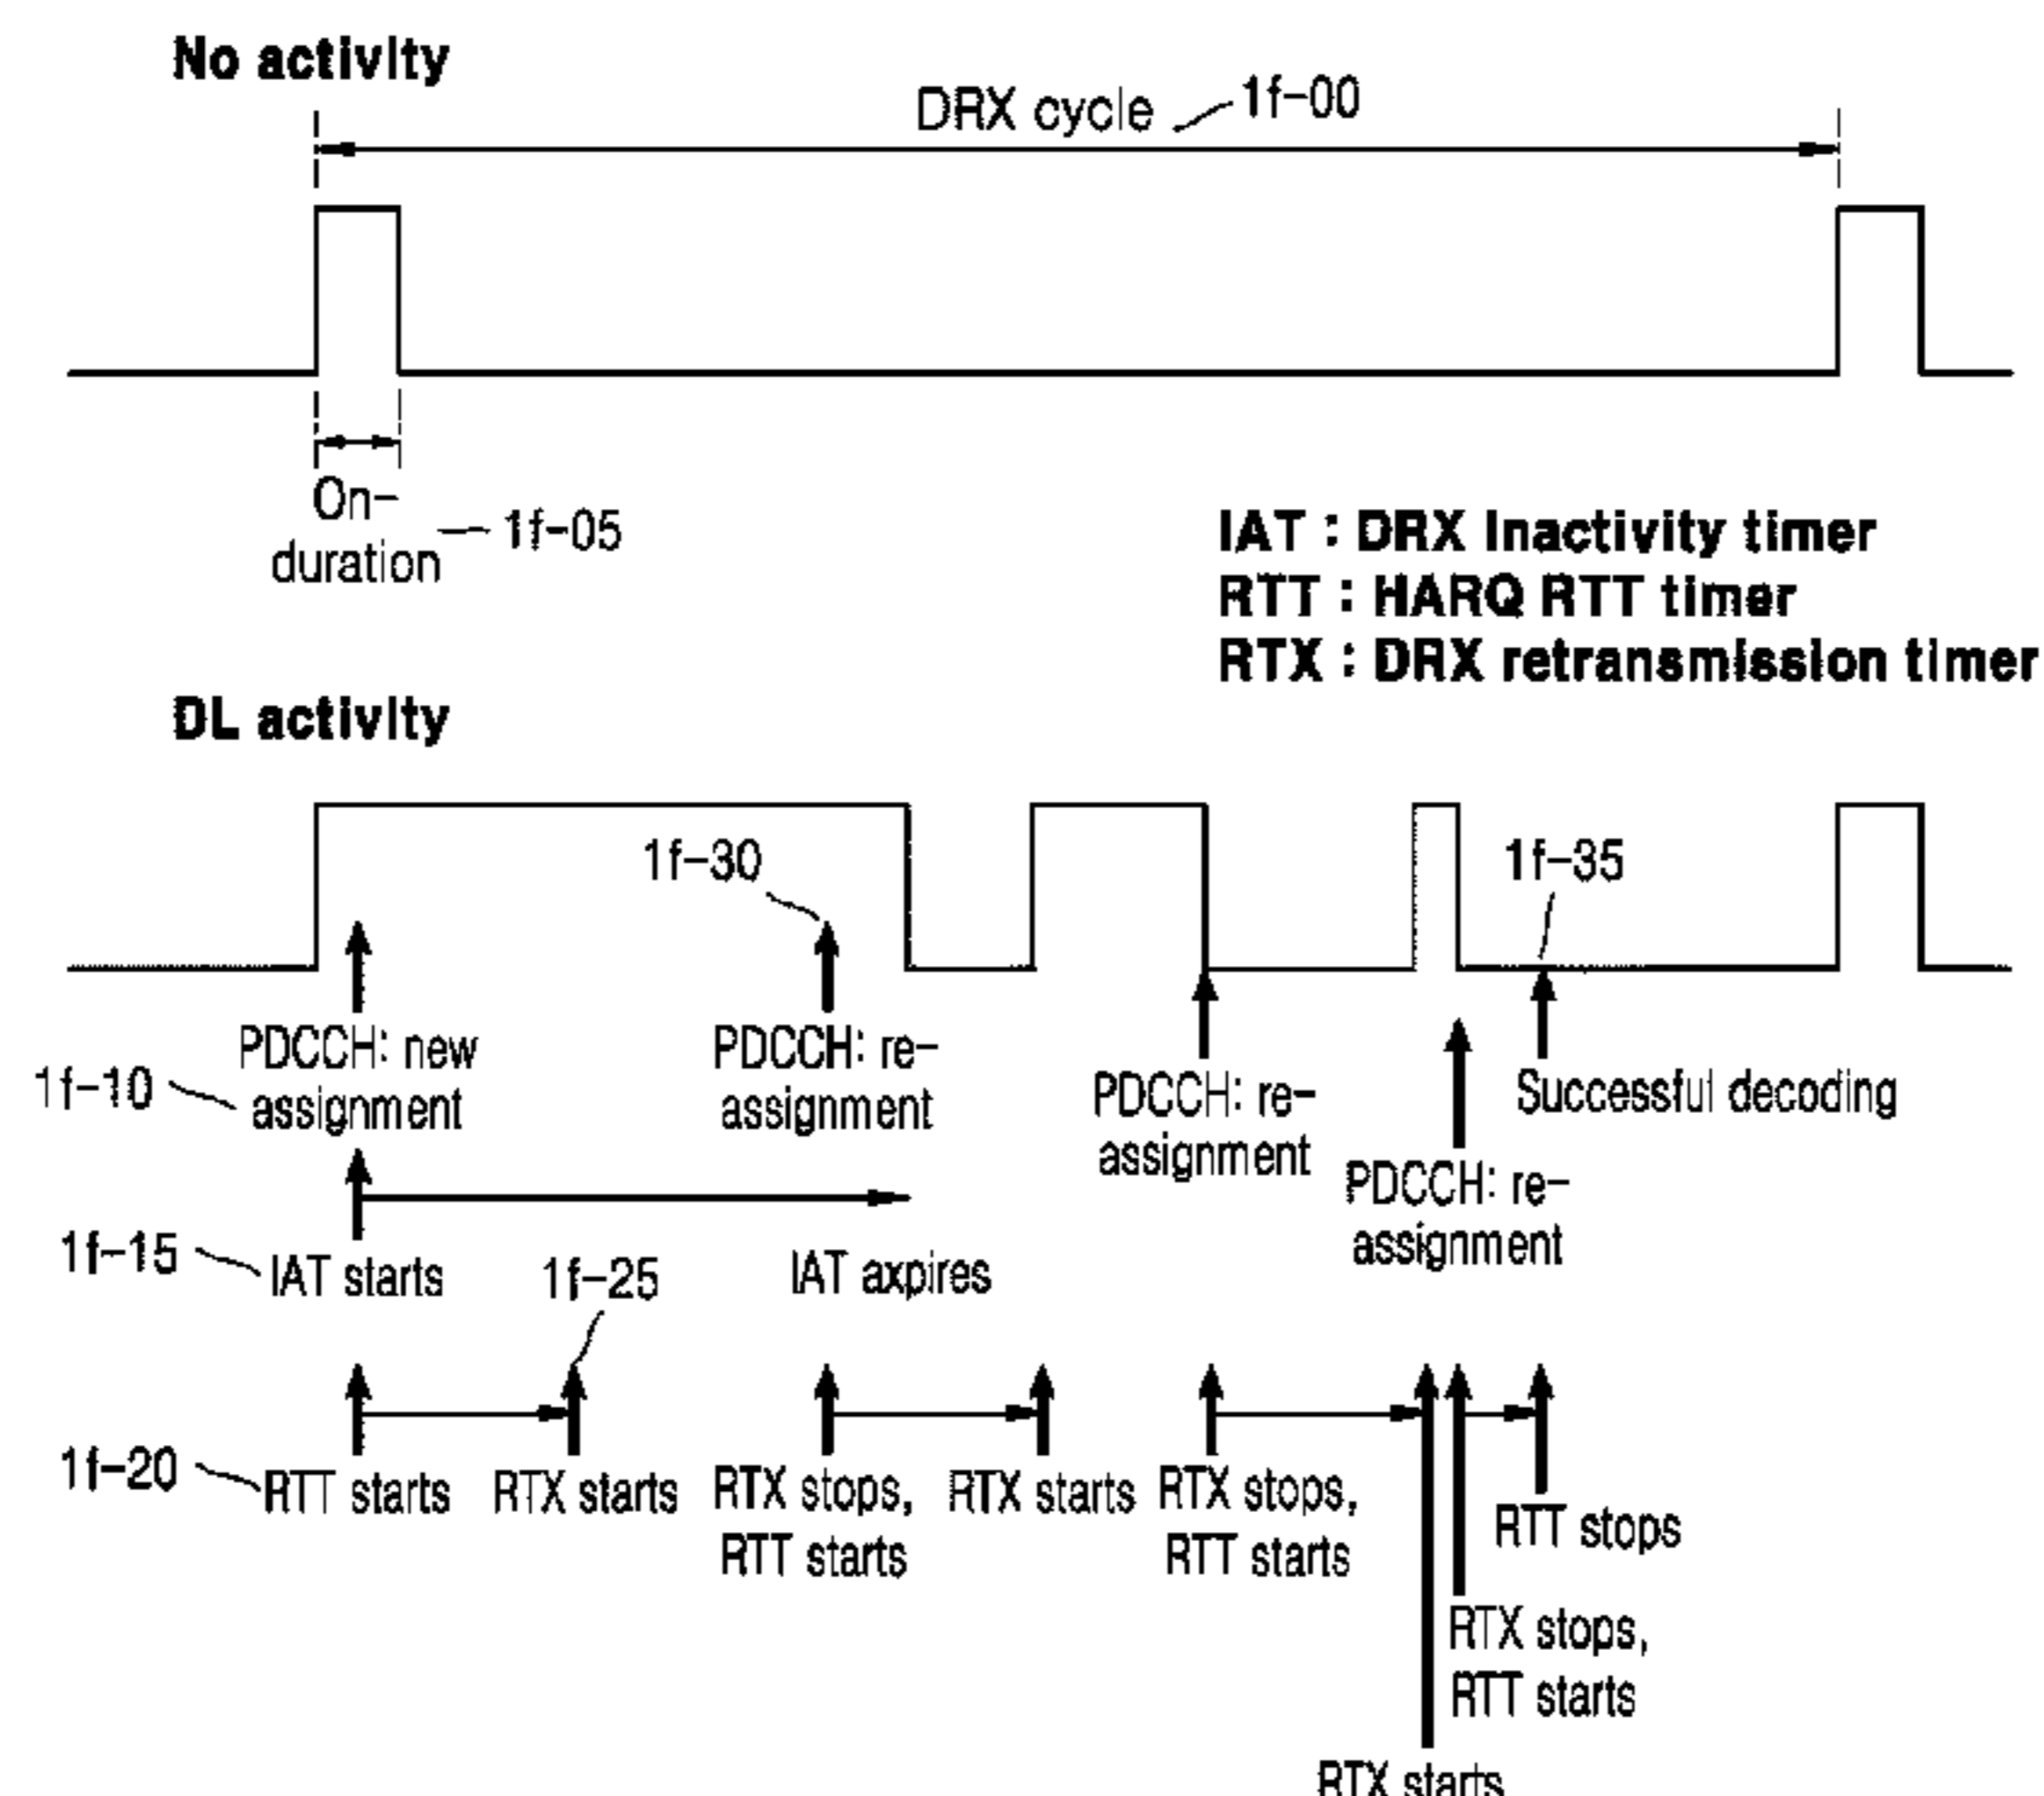 No activity
DRX cycle 1f-00
On-
duration 1f-05
IAT : DRX Inactivity timer
RTT : HARQ RTT timer
RTX : DRX retransmission timer
DL activity
1f-30
1f-35
PDCCH: new
assignment
1f-10
PDCCH: re-
assignment
PDCCH: re-
assignment
Successful decoding
PDCCH: re-
assignment
1f-15
IAT starts
1f-25
IAT axpires
1f-20
RTT starts
RTX starts
RTX stops,
RTT starts
RTX starts
RTX stops,
RTT starts
RTT stops
RTX stops,
RTT starts
RTX starts